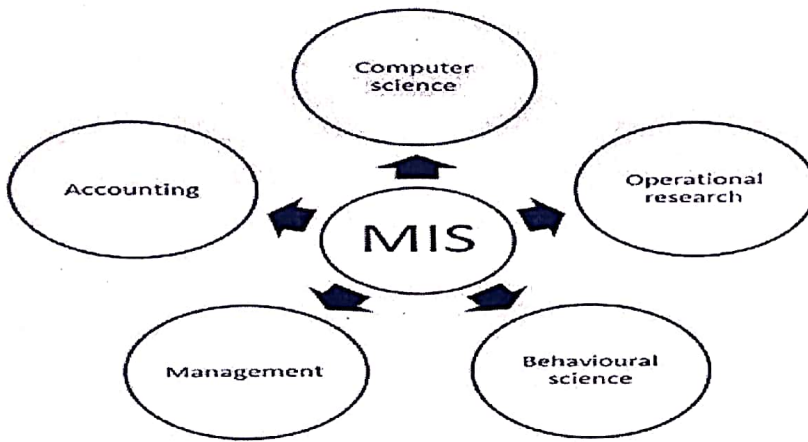 Computer
science
Accounting
Operational
research
MIS
Management
Behavioural
science